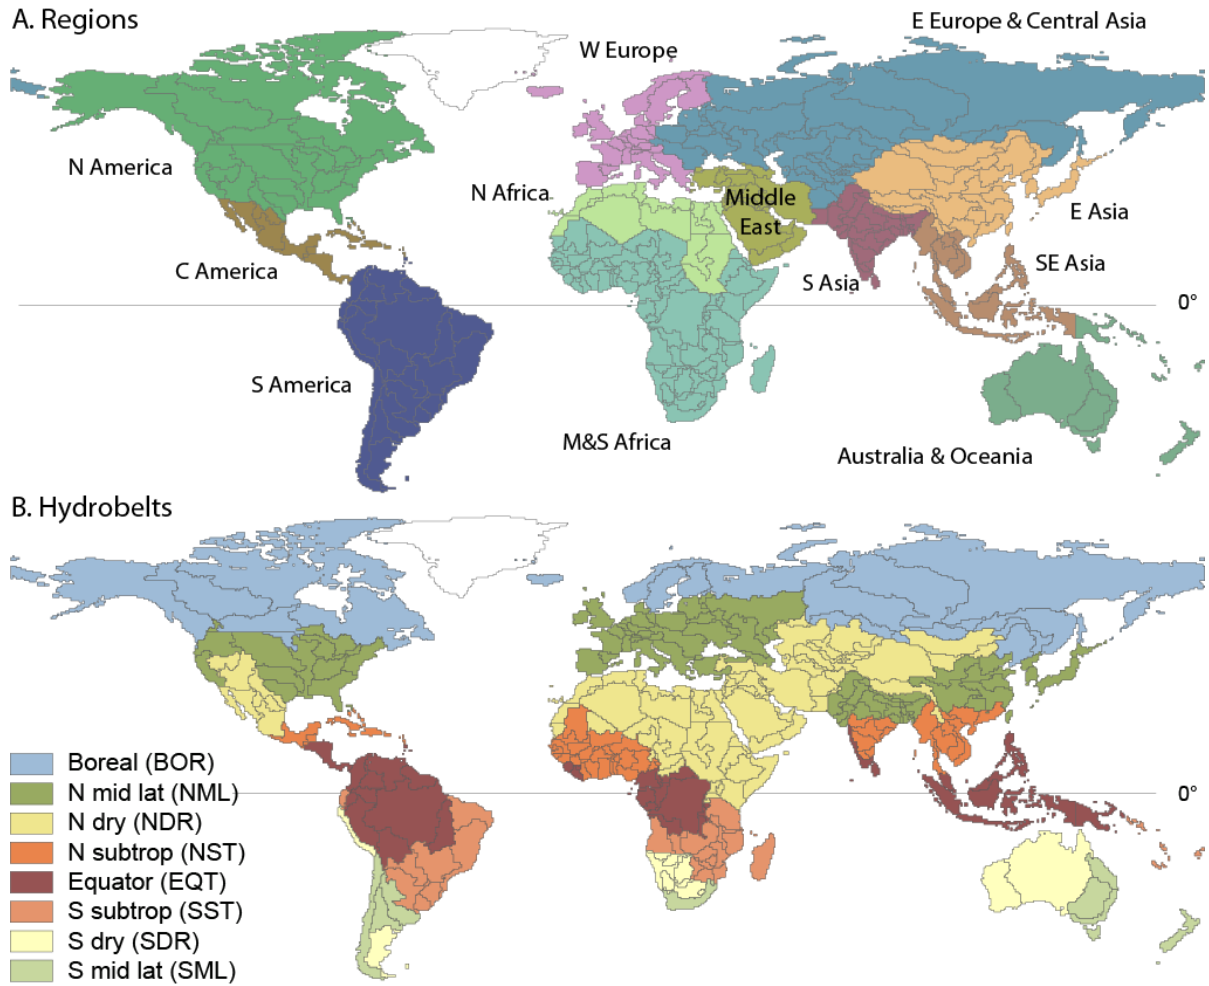 A. Regions
E Europe & Central Asia
W Europe
N America
N Africa
Middle
East
E Asia
C America
S Asia
SE Asia
0°
S America
M&S Africa
Australia & Oceania
B. Hydrobelts
Boreal (BOR)
N mid lat (NML)
0°
N dry (NDR)
N subtrop (NST)
Equator (EQT)
S subtrop (SST)
S dry (SDR)
S mid lat (SML)